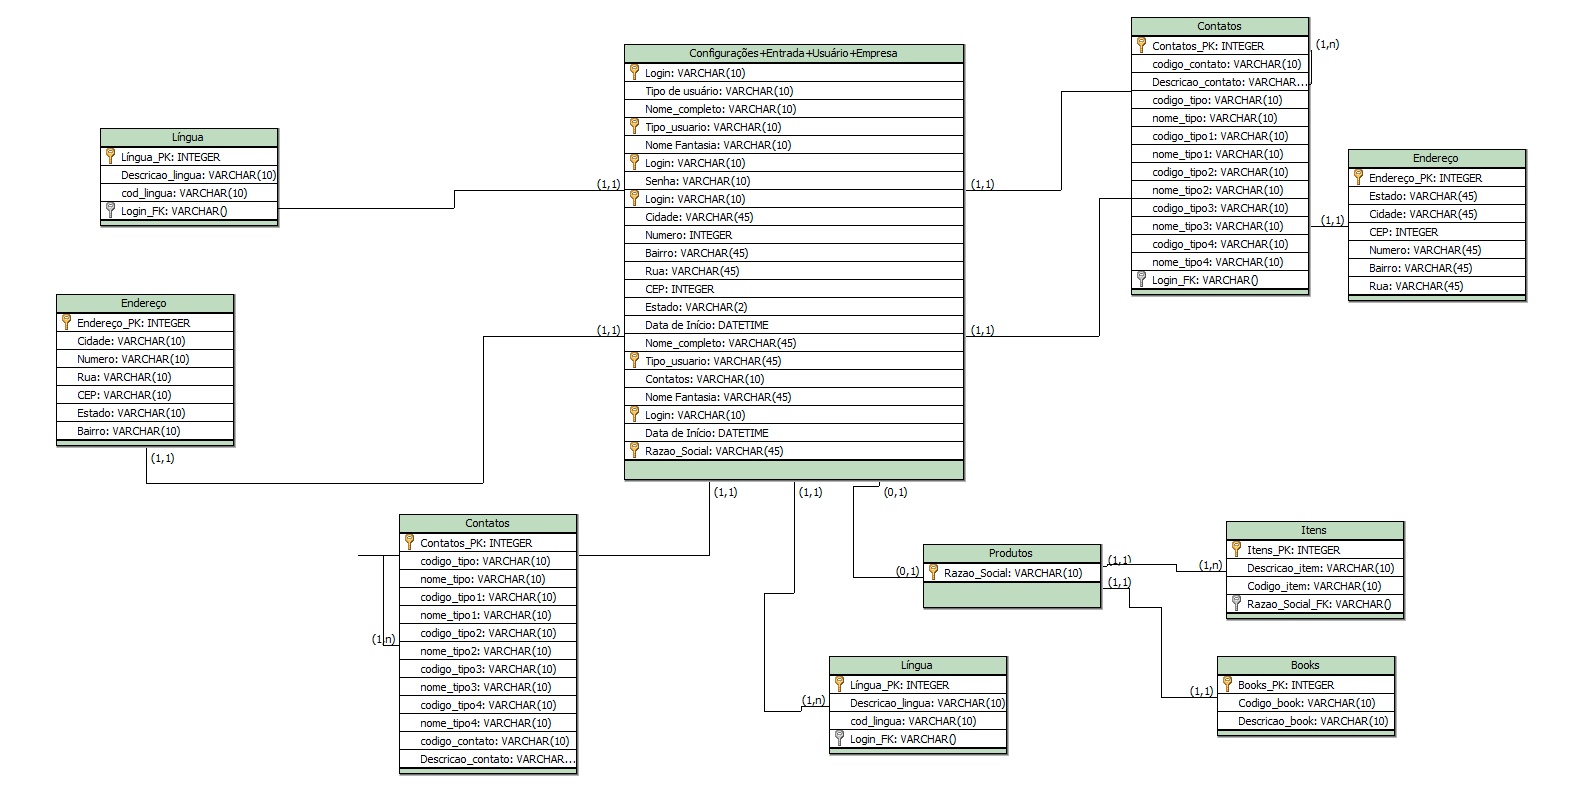 Configurações+Entrada+Usuário+Empresa
Login: VARCHAR(10)
Tipo de usuário: VARCHAR(10)
Nome_completo: VARCHAR(10)
Tipo_usuario: VARCHAR(10)
Nome Fantasia: VARCHAR(10)
Login: VARCHAR(10)
Senha: VARCHAR(10)
Login: VARCHAR(10)
Cidade: VARCHAR(45)
Numero: INTEGER
Bairro: VARCHAR(45)
Rua: VARCHAR(45)
CEP: INTEGER
Estado: VARCHAR(2)
Data de Início: DATETIME
Nome_completo: VARCHAR(45)
Tipo_usuario: VARCHAR(45)
Contatos: VARCHAR(10)
Nome Fantasia: VARCHAR(45)
Login: VARCHAR(10)
Data de Início: DATETIME
Razao_Social: VARCHAR(45)
(1,1)
(1,1)
(1,1)
(1,1)
(1,1)
(1,1)
(0,1)
Contatos
Contatos_PK: INTEGER
codigo_contato: VARCHAR(10)
Descricao_contato: VARCHAR...
codigo_tipo: VARCHAR(10)
nome_tipo: VARCHAR(10)
codigo_tipo1: VARCHAR(10)
nome_tipo1: VARCHAR(10)
codigo_tipo2: VARCHAR(10)
nome_tipo2: VARCHAR(10)
codigo_tipo3: VARCHAR(10)
nome_tipo3: VARCHAR(10)
codigo_tipo4: VARCHAR(10)
nome_tipo4: VARCHAR(10)
Login_FK: VARCHAR()
(1,n)
(1,1)
Endereço
Endereço_PK: INTEGER
Estado: VARCHAR(45)
Cidade: VARCHAR(45)
CEP: INTEGER
Numero: VARCHAR(45)
Bairro: VARCHAR(45)
Rua: VARCHAR(45)
Língua
Língua_PK: INTEGER
Descricao_lingua: VARCHAR(10)
cod_lingua: VARCHAR(10)
Login_FK: VARCHAR()
Endereço
Endereço_PK: INTEGER
Cidade: VARCHAR(10)
Numero: VARCHAR(10)
Rua: VARCHAR(10)
CEP: VARCHAR(10)
Estado: VARCHAR(10)
Bairro: VARCHAR(10)
(1,1)
Contatos
Contatos_PK: INTEGER
codigo_tipo: VARCHAR(10)
nome_tipo: VARCHAR(10)
codigo_tipo1: VARCHAR(10)
nome_tipo1: VARCHAR(10)
codigo_tipo2: VARCHAR(10)
nome_tipo2: VARCHAR(10)
codigo_tipo3: VARCHAR(10)
nome_tipo3: VARCHAR(10)
codigo_tipo4: VARCHAR(10)
nome_tipo4: VARCHAR(10)
codigo_contato: VARCHAR(10)
Descricao_contato: VARCHAR...
(1,n)
Produtos
Razao_Social: VARCHAR(10)
(0,1)
(1,1)
(1,1)
(1,n)
Itens
Itens_PK: INTEGER
Descricao_item: VARCHAR(10)
Codigo_item: VARCHAR(10)
Razao_Social_FK: VARCHAR()
Língua
Língua_PK: INTEGER
Descricao_lingua: VARCHAR(10)
cod_lingua: VARCHAR(10)
Login_FK: VARCHAR()
(1,n)
Books
Books_PK: INTEGER
Codigo_book: VARCHAR(10)
Descricao_book: VARCHAR(10)
(1,1)